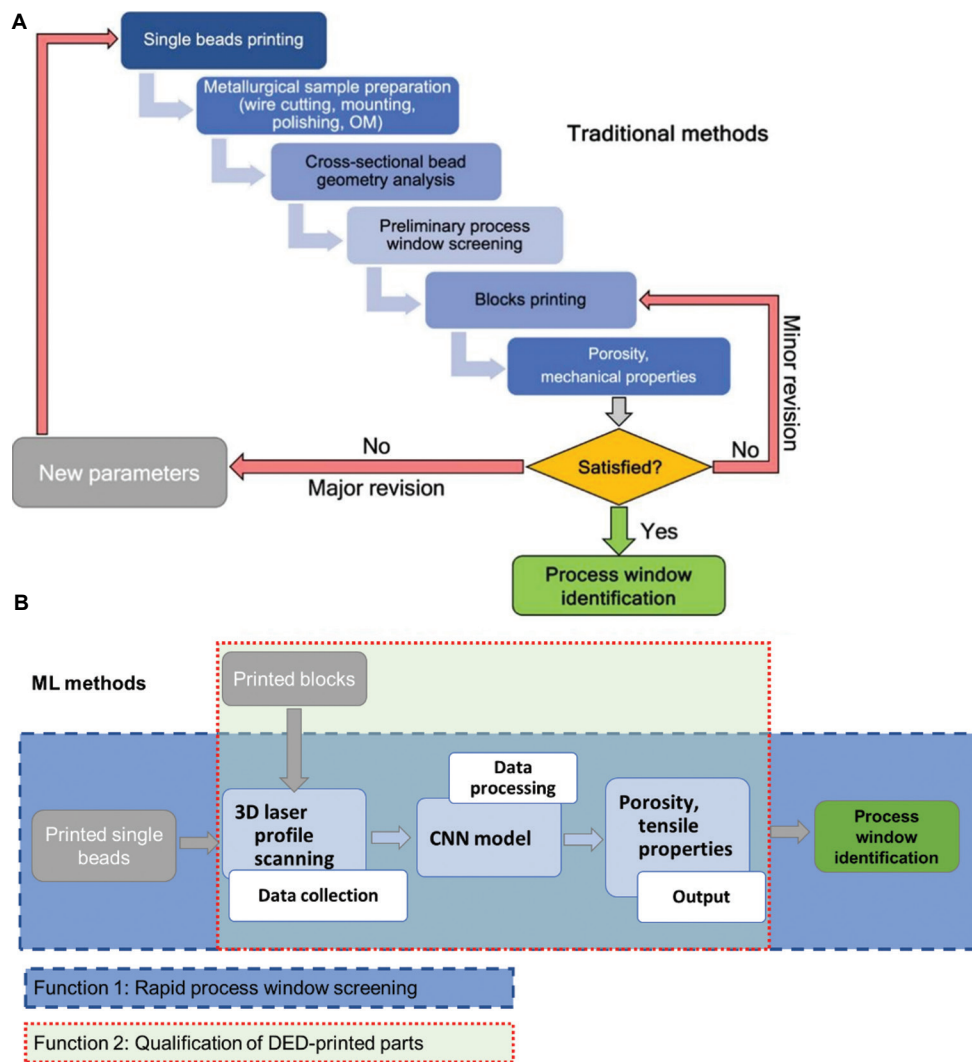 A
Single beads printing
Metallurgical sample preparation
(wire cutting, mounting,
polishing, OM)
Traditional methods
Cross-sectional bead
geometry analysis
Preliminary process
window screening
Blocks printing
Minor revision
Porosity,
mechanical properties
No
Satisfied?
No
New parameters
Major revision
Yes
Process window
identification
B
ML methods
Printed blocks
Data
processing
3D laser
profile
scanning
CNN model
Porosity,
tensile
properties
Printed single
beads
Process
window
identification
Data collection
Output
Function 1: Rapid process window screening
Function 2: Qualification of DED-printed parts